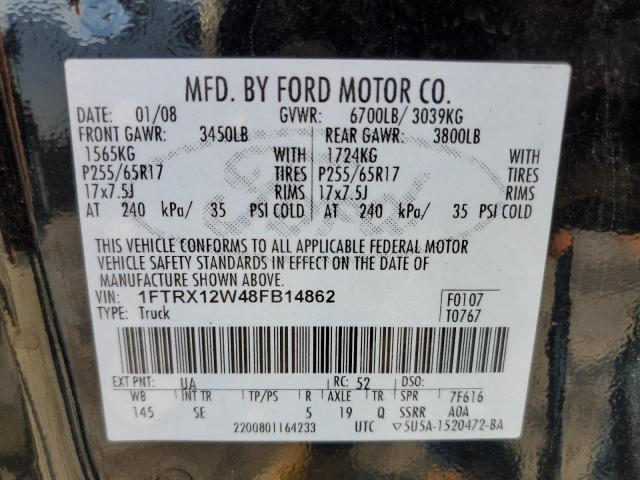 MFD. BY FORD MOTOR CO.
DATE: 01/08 GVWR: 6700LB/ 3039KG
FRONT GAWR: 3450LB REAR GAWR: 3800LB
1565KG WITH 1724KG WITH
P255/65R17 TIRES P255/65R17 TIRES
17x7.5J RIMS 17x7.5J RIMS
AT 240 kPa/ 35 PSI COLD AT 240 kPa/ 35 PSI COLD
Ford
THIS VEHICLE CONFORMS TO ALL APPLICABLE FEDERAL MOTOR
VEHICLE SAFETY STANDARDS IN EFFECT ON THE DATE OF
MANUFACTURE SHOWN ABOVE.
VIN: 1FTRX12W48FB14862 F0107
TYPE: Truck T0767
EXT PNT: UA RC: 52 DSO:
WB INT TR TP/PS R AXLE TR SPR 7F616
145 SE 5 19 Q SSRR A0A
2200801164233 UTC ▽5U5A-1520472-BA